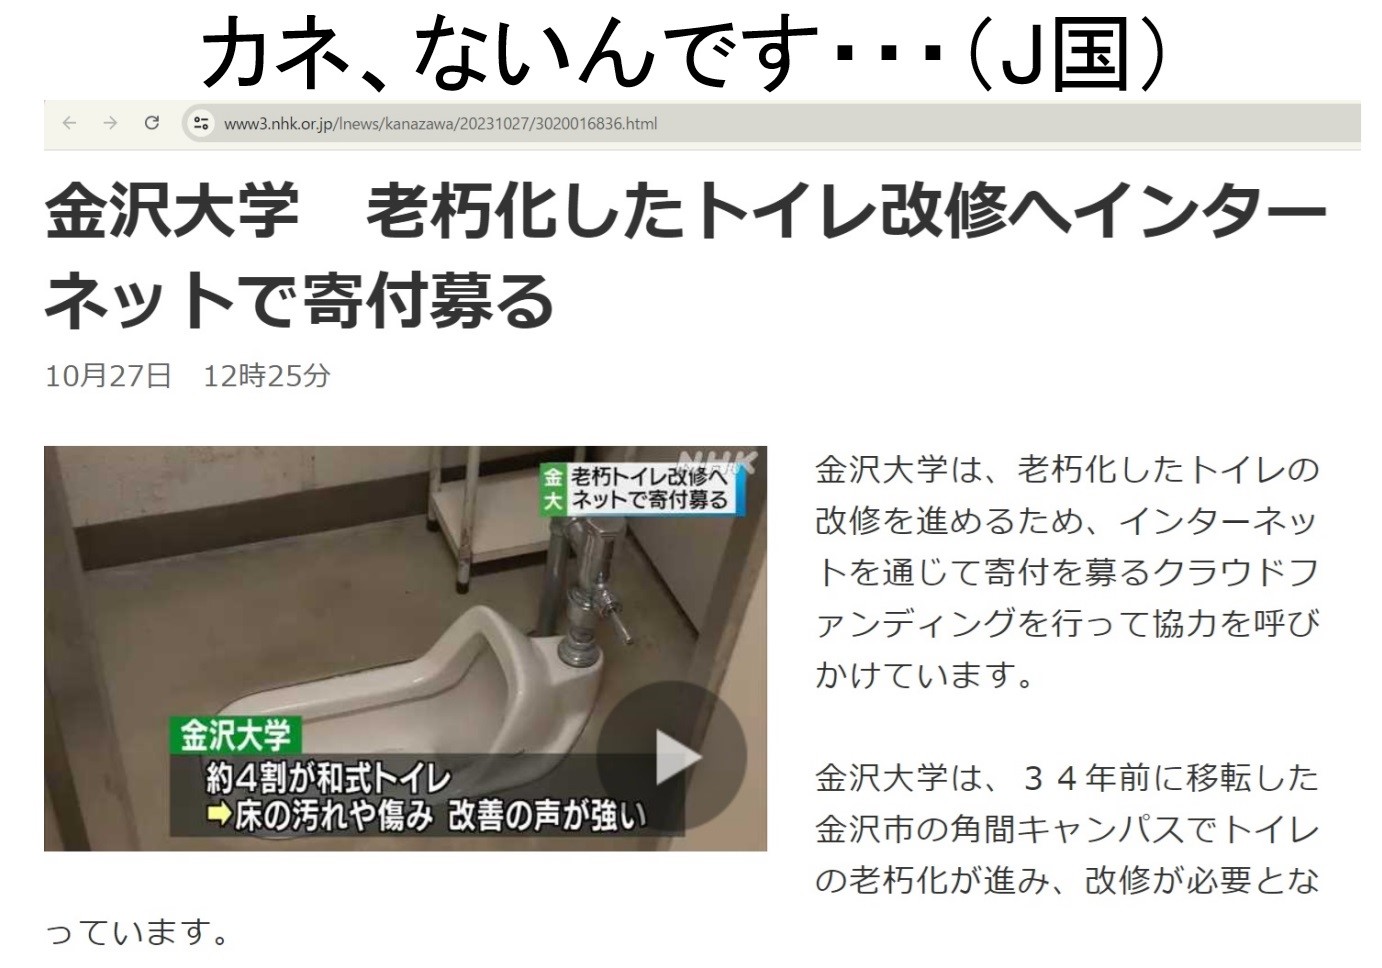 カネ、ないんです・・・（Ｊ国）
www3.nhk.or.jp/lnews/kanazawa/20231027/3020016836.html
金沢大学　老朽化したトイレ改修へインター
ネットで寄付募る
10月27日　12時25分
NHK
金大
老朽トイレ改修へ
ネットで寄付募る
金沢大学
約4割が和式トイレ
➡床の汚れや傷み 改善の声が強い
金沢大学は、老朽化したトイレの
改修を進めるため、インターネッ
トを通じて寄付を募るクラウドフ
ァンディングを行って協力を呼び
かけています。
金沢大学は、３４年前に移転した
金沢市の角間キャンパスでトイレ
の老朽化が進み、改修が必要とな
っています。